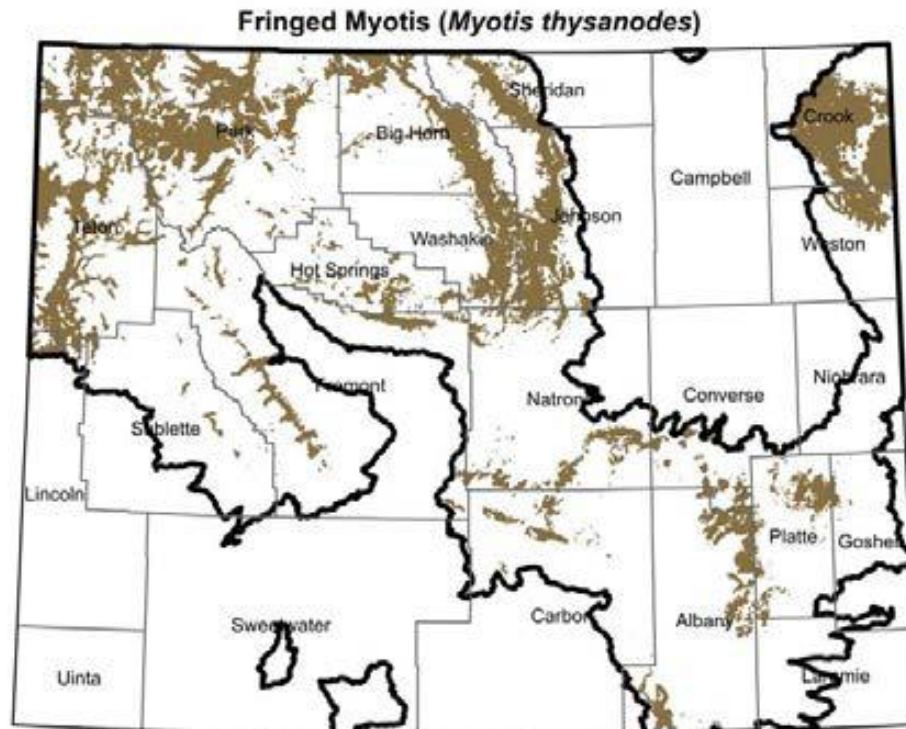 Fringed Myotis (Myotis thysanodes)
Sheridan
Crook
Park
Big Horn
Campbell
Johnson
Teton
Washakie
Weston
Hot Springs
Fremont
Natrona
Converse
Niobrara
Sublette
Lincoln
Platte
Goshen
Sweetwater
Carbon
Albany
Uinta
Laramie